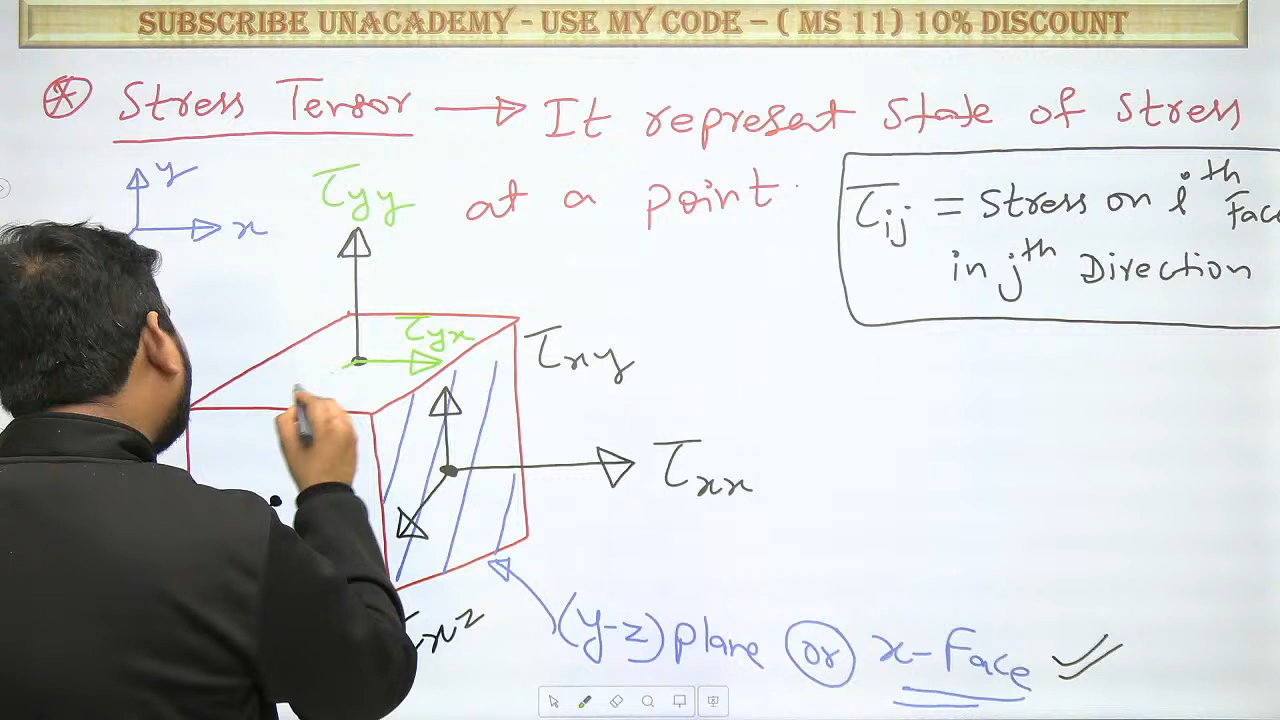 SUBSCRIBE UNACADEMY - USE MY CODE – ( MS 11) 10% DISCOUNT
Stress Tensor → It represent State of Stress
at a point
y
x
τyy
τij = Stress on ith Face
in jth Direction
τyx
τxy
τxx
τxz
(y-z) plane or x-Face